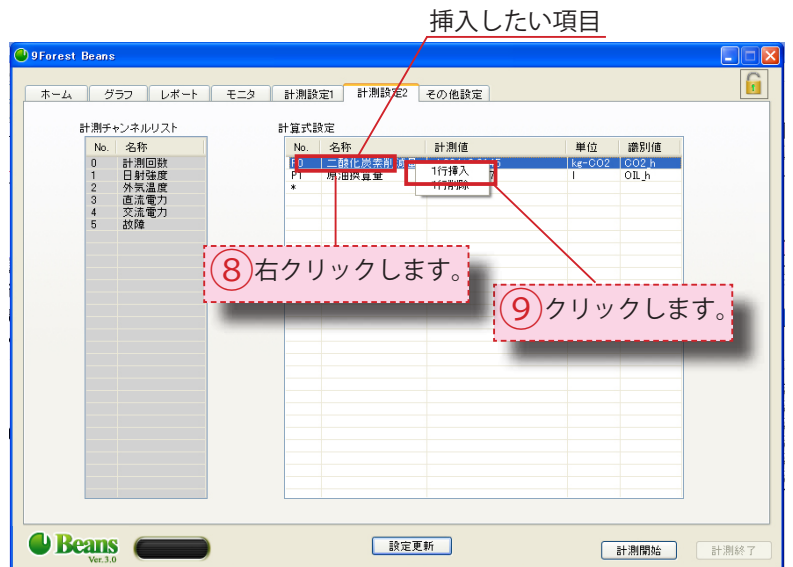 挿入したい項目
9Forest Beans
ホーム グラフ レポート モニタ 計測設定1 計測設定2 その他設定
計測チャンネルリスト
No. 名称
0 計測回数
1 日射強度
2 外気温度
3 直流電力
4 交流電力
5 故障
計算式設定
No. 名称 計測値 単位 識別値
P0 二酸化炭素削減量 kg-CO2 CO2_h
P1 原油換算量 l OIL_h
*
1行挿入
1行削除
⑧右クリックします。
⑨クリックします。
Beans
Ver.3.0
設定更新
計測開始
計測終了